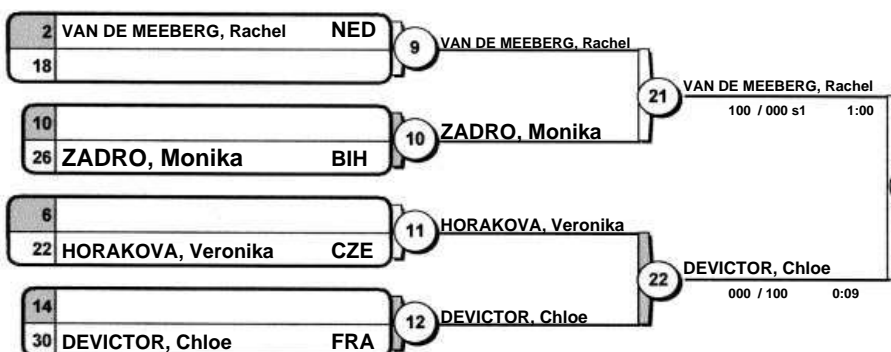 2 VAN DE MEEBERG, Rachel NED
18
10
26 ZADRO, Monika BIH
6
22 HORAKOVA, Veronika CZE
14
30 DEVICTOR, Chloe FRA
9 VAN DE MEEBERG, Rachel
10 ZADRO, Monika
11 HORAKOVA, Veronika
12 DEVICTOR, Chloe
21 VAN DE MEEBERG, Rachel
100 / 000 s1 1:00
22 DEVICTOR, Chloe
000 / 100 0:09